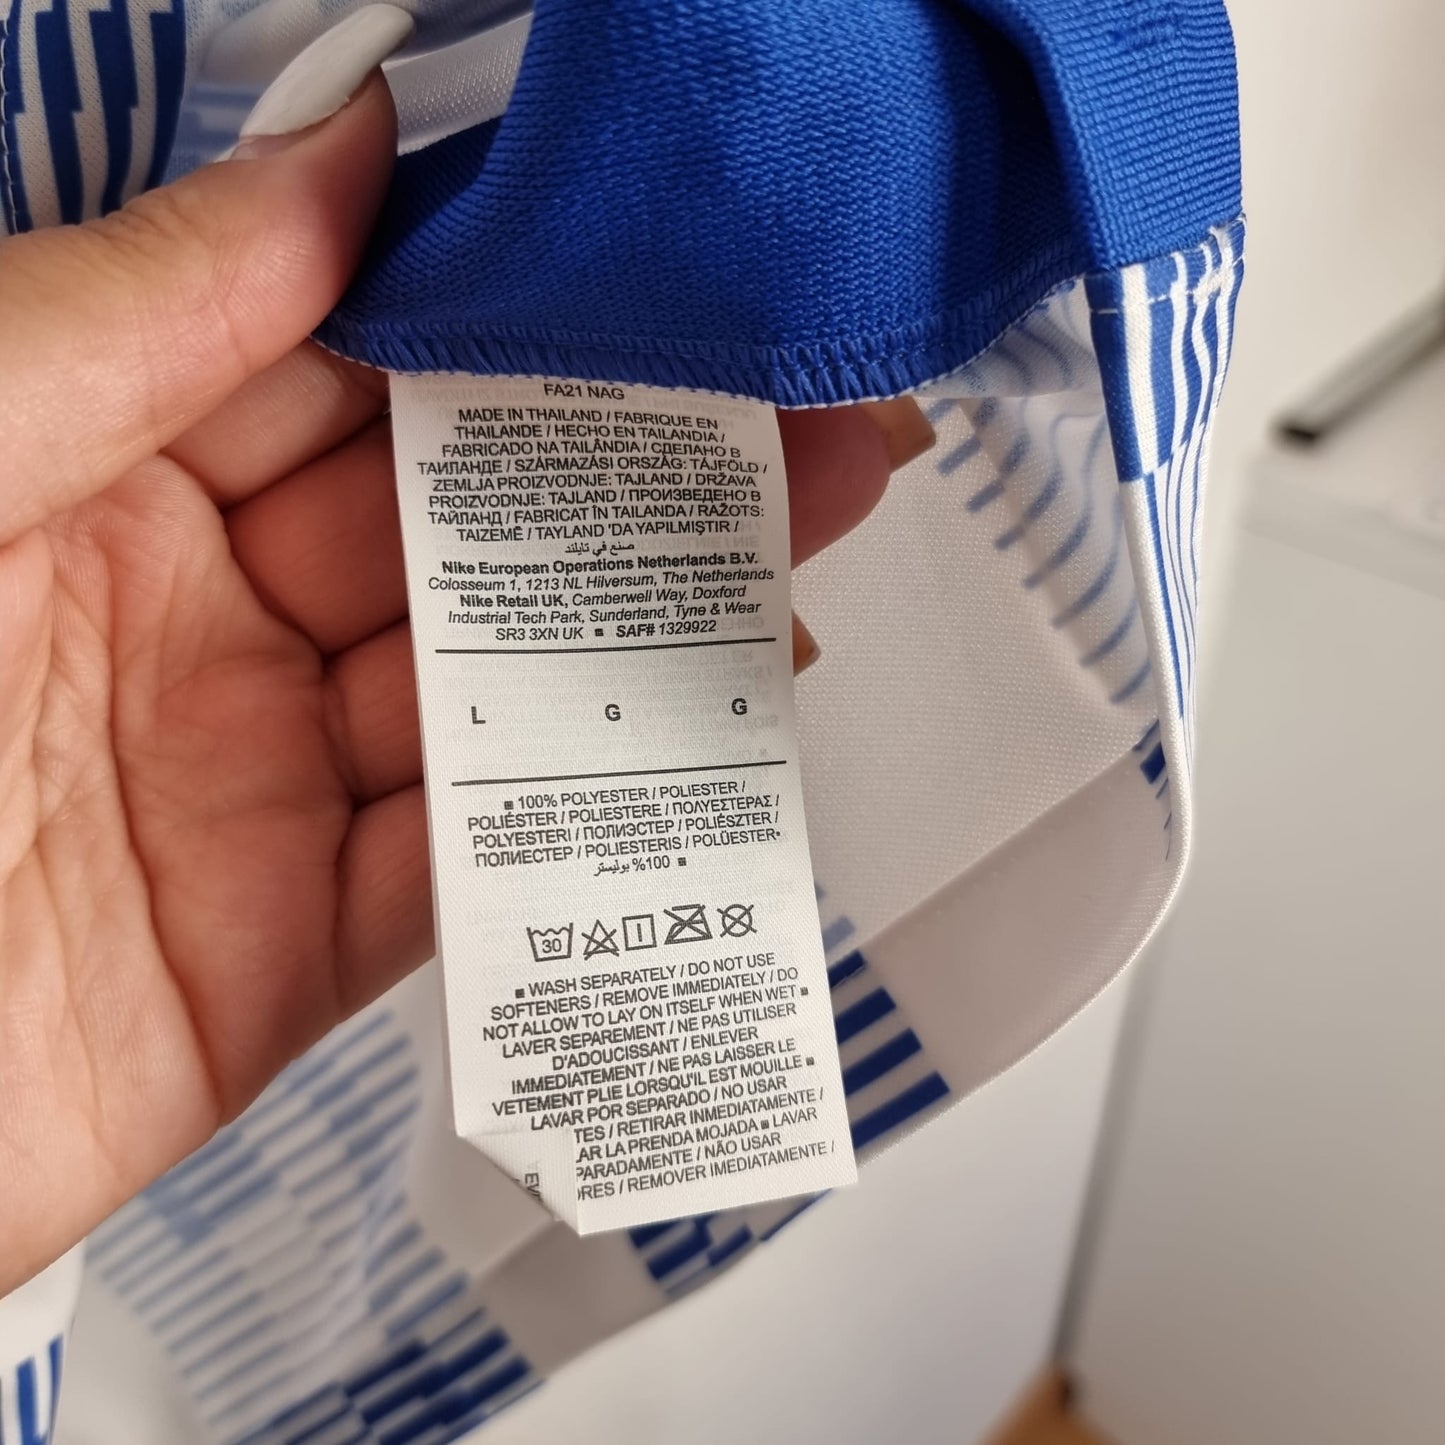 FA21 NAG
MADE IN THAILAND / FABRIQUE EN
THAILANDE / HECHO EN TAILANDIA /
FABRICADO NA TAILÂNDIA / СДЕЛАНО В
ТАИЛАНДЕ / SZÁRMAZÁSI ORSZÁG: TÁJFÖLD /
ZEMLJA PROIZVODNJE: TAJLAND / DRŽAVA
PROIZVODNJE: TAJLAND / ПРОИЗВЕДЕНО В
ТАЙЛАНД / FABRICAT ÎN TAILANDA / RAŽOTS:
TAIZEMĒ / TAYLAND 'DA YAPILMIŞTIR /
صنع في تايلند
Nike European Operations Netherlands B.V.
Colosseum 1, 1213 NL Hilversum, The Netherlands
Nike Retail UK, Camberwell Way, Doxford
Industrial Tech Park, Sunderland, Tyne & Wear
SR3 3XN UK ■ SAF# 1329922
L G G
■ 100% POLYESTER / POLIESTER /
POLIÉSTER / POLIESTERE / ΠΟΛΥΕΣΤΕΡΑΣ /
POLYESTERI / ПОЛИЭСТЕР / POLIÉSZTER /
ПОЛИЕСТЕР / POLIESTERIS / POLÜESTER•
100% بوليستر ■
30
■ WASH SEPARATELY / DO NOT USE
SOFTENERS / REMOVE IMMEDIATELY / DO
NOT ALLOW TO LAY ON ITSELF WHEN WET ■
LAVER SEPAREMENT / NE PAS UTILISER
D'ADOUCISSANT / ENLEVER
IMMEDIATEMENT / NE PAS LAISSER LE
VETEMENT PLIE LORSQU'IL EST MOUILLE ■
LAVAR POR SEPARADO / NO USAR
TES / RETIRAR INMEDIATAMENTE /
AR LA PRENDA MOJADA ■ LAVAR
PARADAMENTE / NÃO USAR
RES / REMOVER IMEDIATAMENTE /